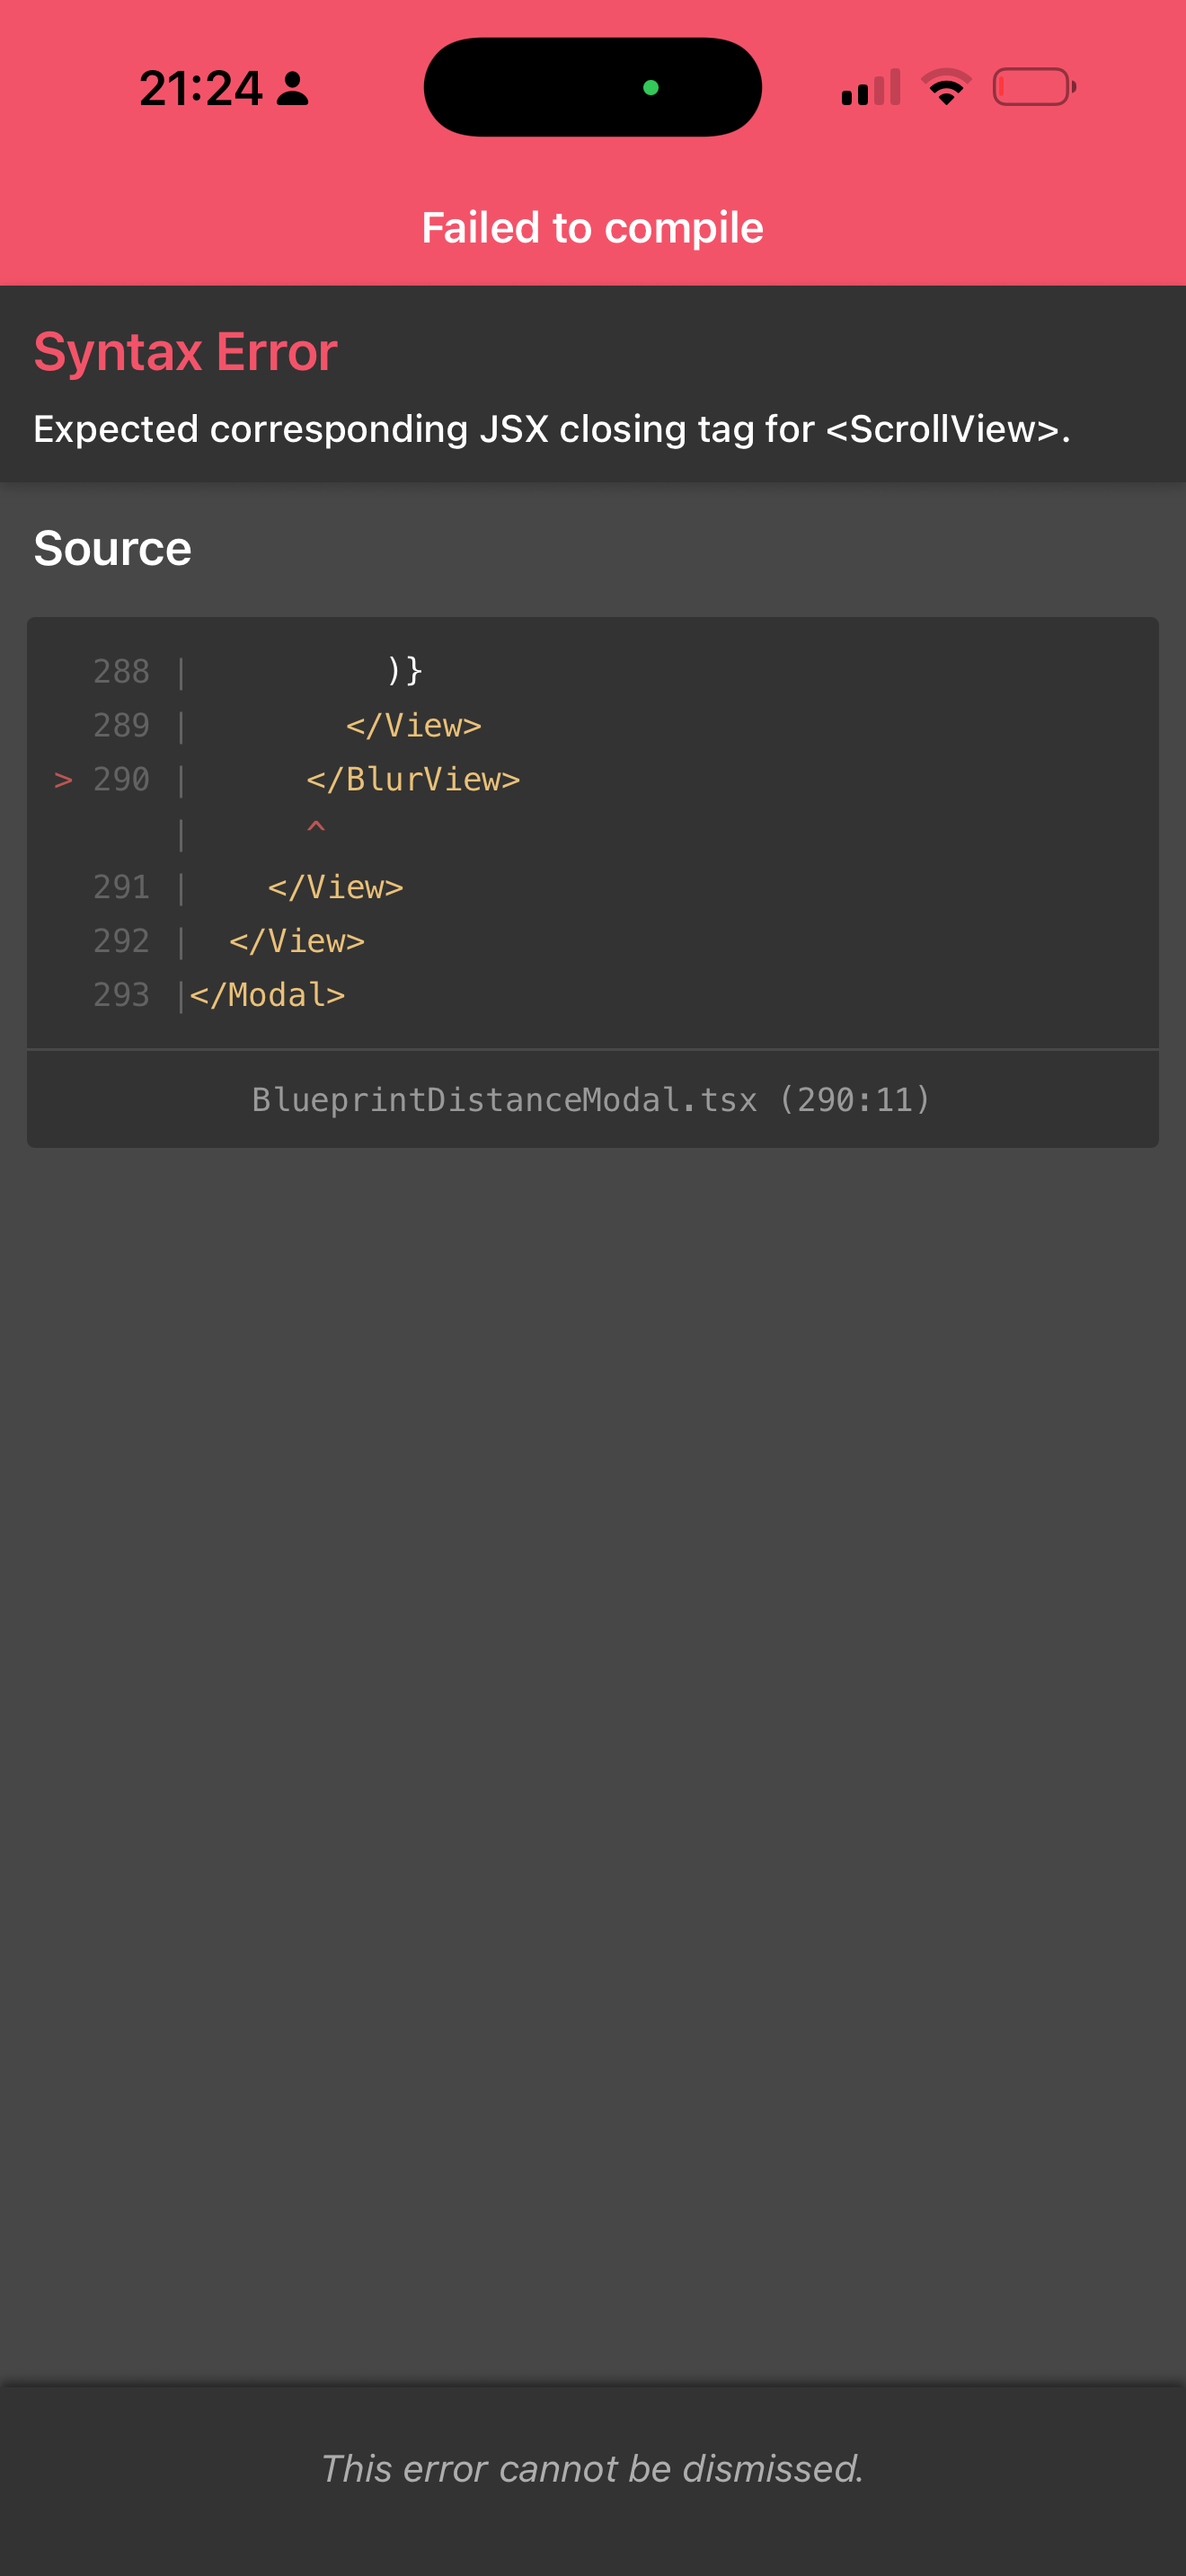 21:24
Failed to compile
Syntax Error
Expected corresponding JSX closing tag for <ScrollView>.
Source
288 |          )}
289 |        </View>
> 290 |      </BlurView>
|      ^
291 |    </View>
292 |  </View>
293 |</Modal>
BlueprintDistanceModal.tsx (290:11)
This error cannot be dismissed.